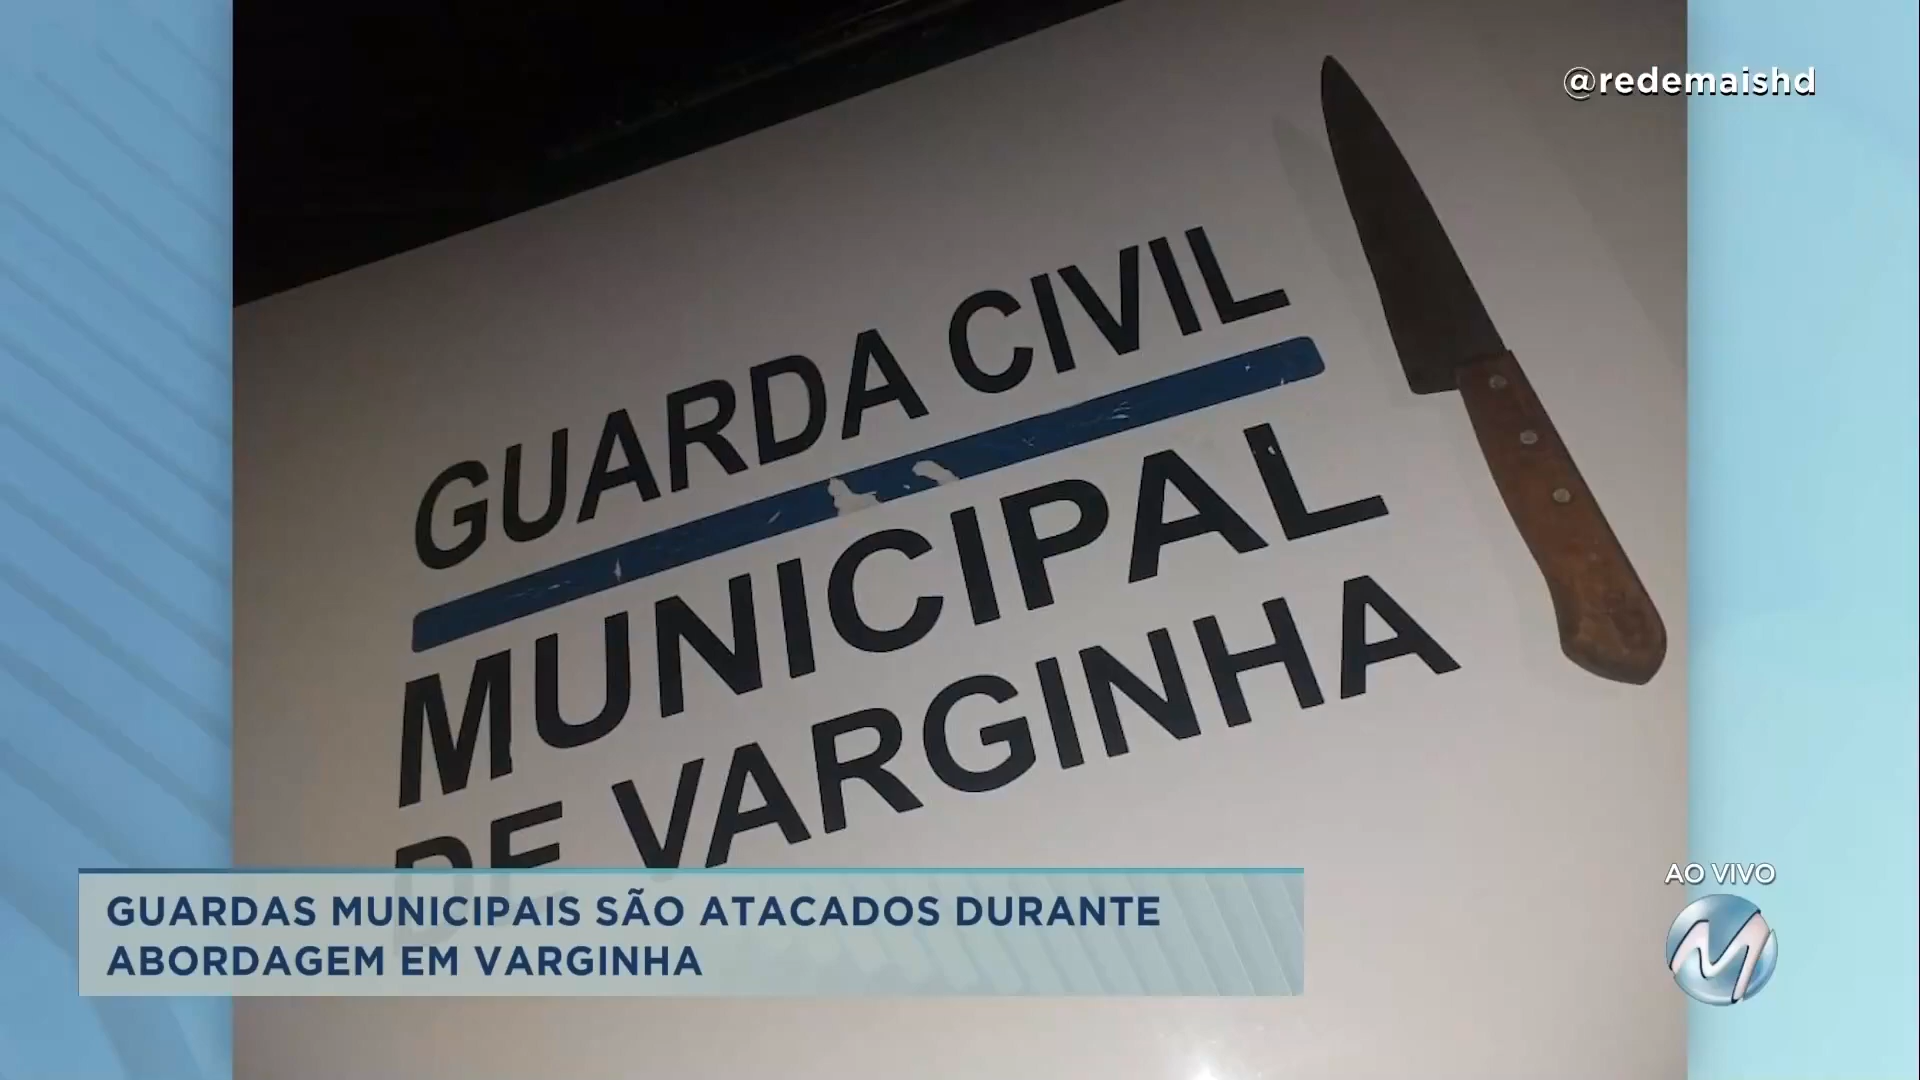 @redemaishd
GUARDA CIVIL
MUNICIPAL
DE VARGINHA
GUARDAS MUNICIPAIS SÃO ATACADOS DURANTE
ABORDAGEM EM VARGINHA
AO VIVO
M